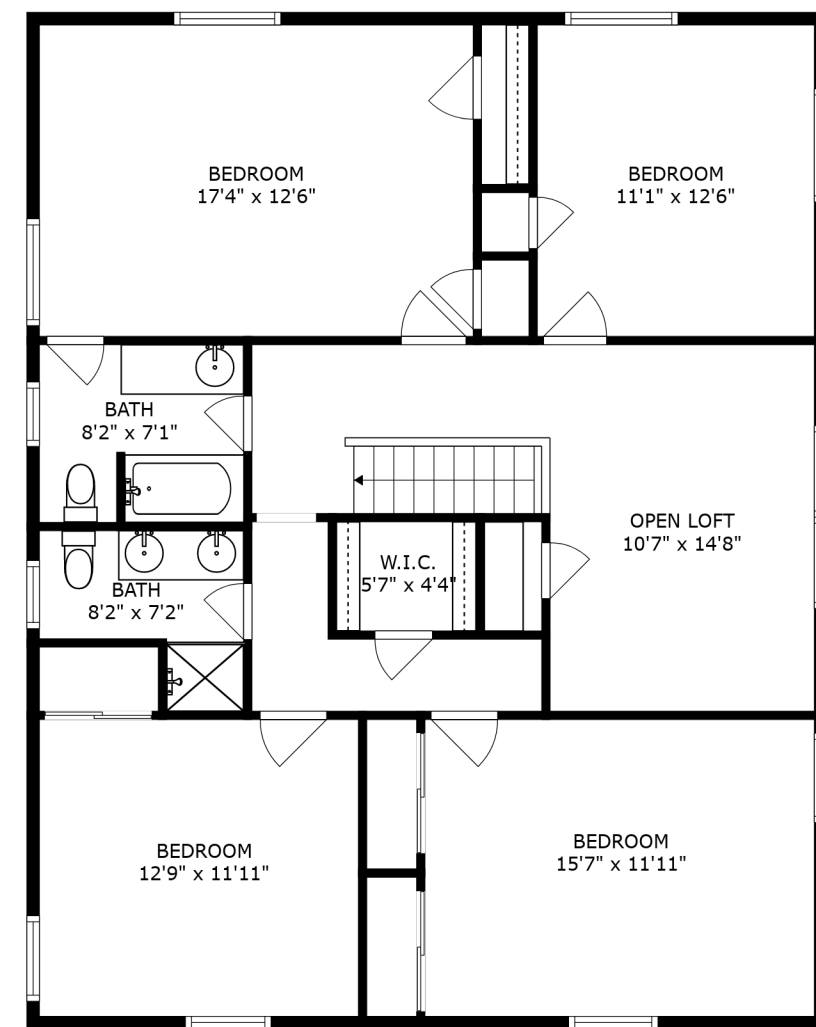 BEDROOM
17'4" x 12'6"
BEDROOM
11'1" x 12'6"
BATH
8'2" x 7'1"
OPEN LOFT
10'7" x 14'8"
W.I.C.
5'7" x 4'4"
BATH
8'2" x 7'2"
BEDROOM
12'9" x 11'11"
BEDROOM
15'7" x 11'11"